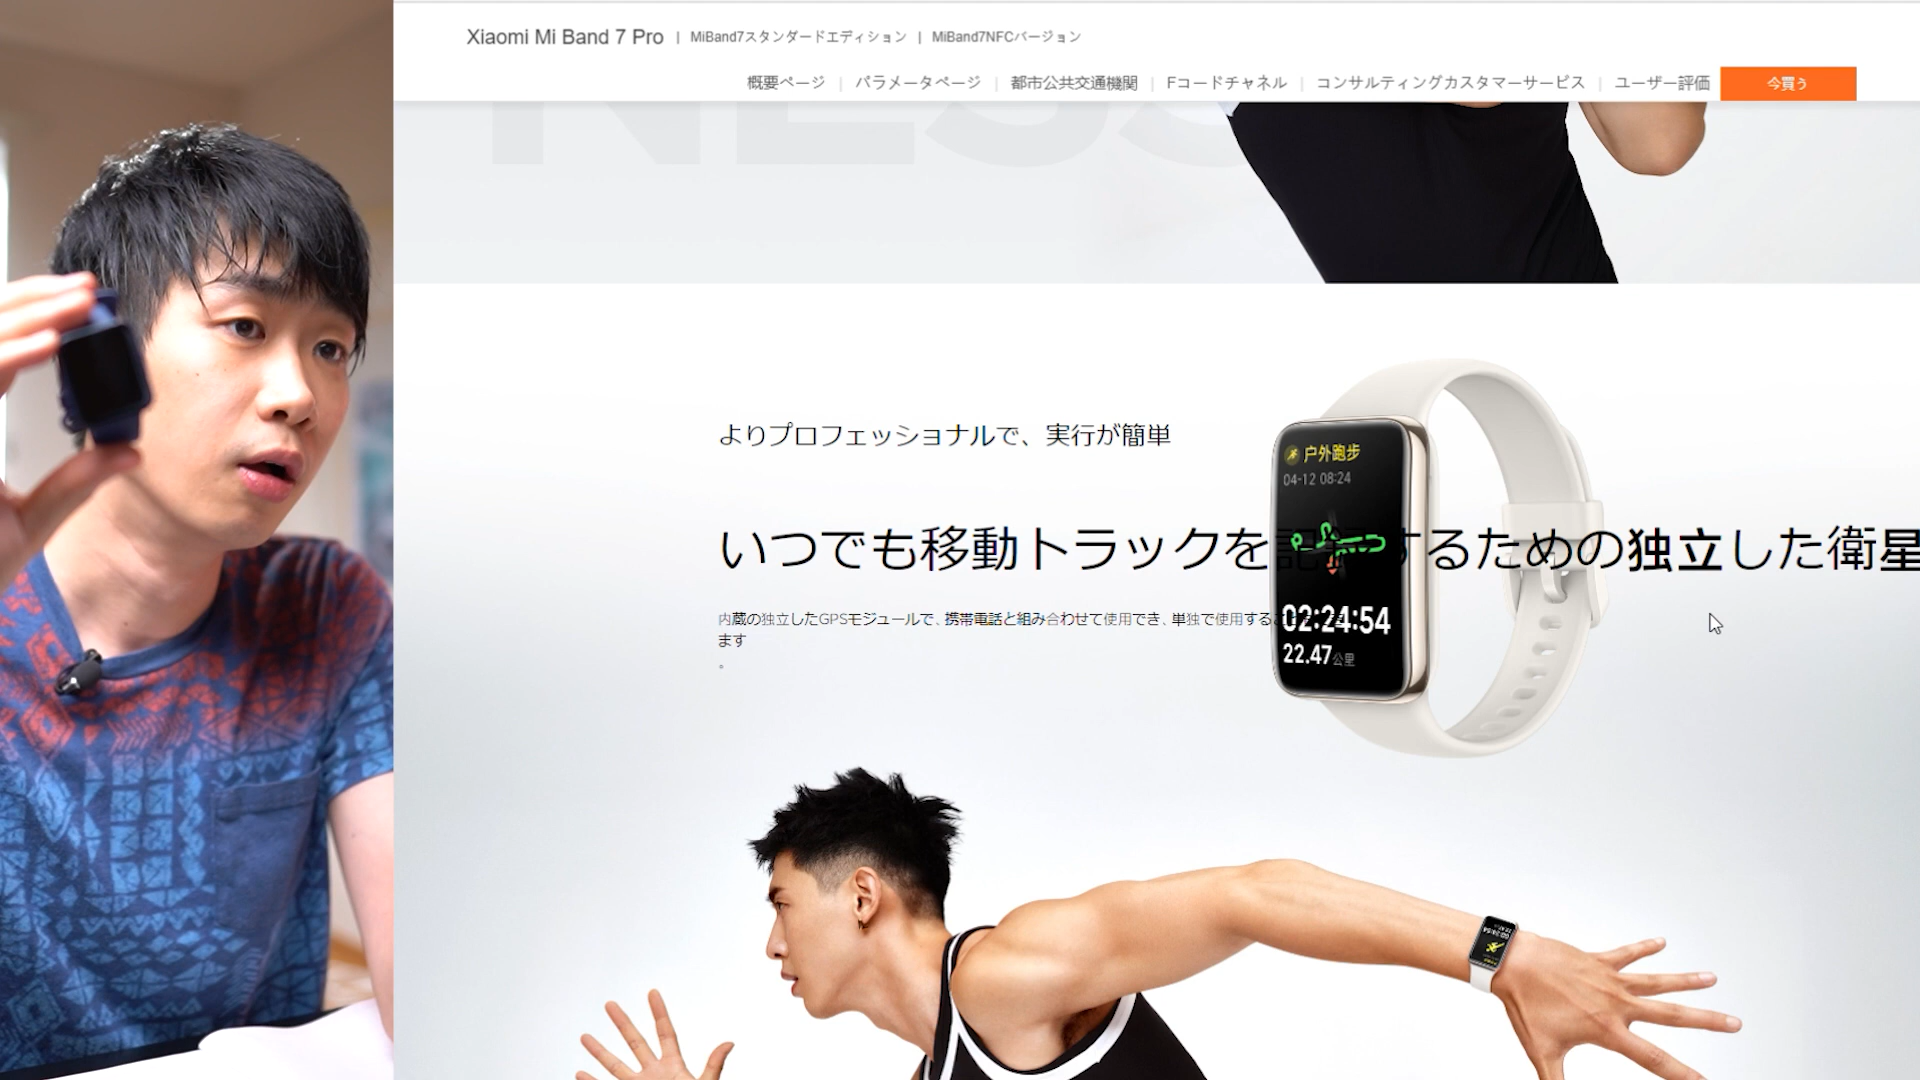 Xiaomi Mi Band 7 Pro | MiBand7スタンダードエディション | MiBand7NFCバージョン
概要ページ | パラメータページ | 都市公共交通機関 | Fコードチャネル | コンサルティングカスタマーサービス | ユーザー評価 今買う
NESS
よりプロフェッショナルで、実行が簡単
户外跑步
04-12 08:24
いつでも移動トラックを記録するための独立した衛星
内蔵の独立したGPSモジュールで、携帯電話と組み合わせて使用でき、単独で使用する
ます
。
02:24:54
22.47公里